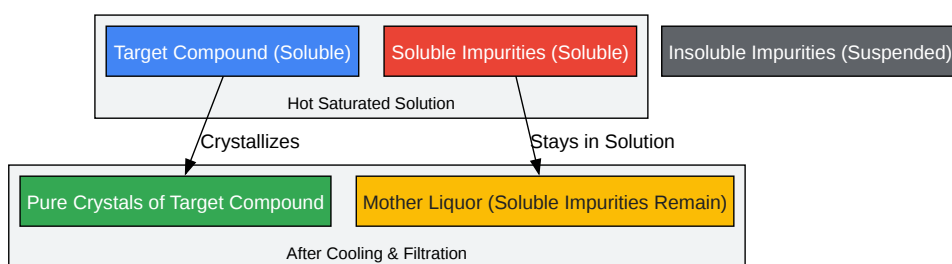 Target Compound (Soluble)
Soluble Impurities (Soluble)
Insoluble Impurities (Suspended)
Hot Saturated Solution
Crystallizes
Stays in Solution
Pure Crystals of Target Compound
Mother Liquor (Soluble Impurities Remain)
After Cooling & Filtration